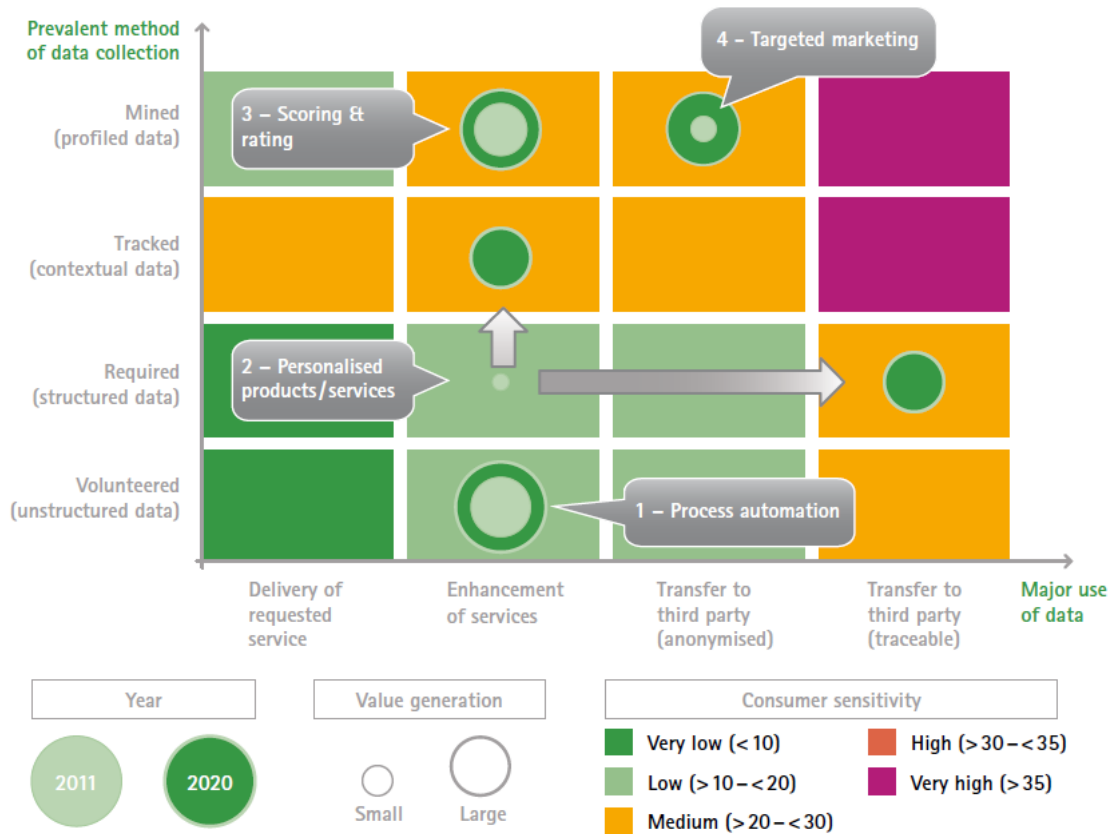 Prevalent method
of data collection
4 – Targeted marketing
Mined
(profiled data)
3 – Scoring &
rating
Tracked
(contextual data)
Required
(structured data)
2 – Personalised
products/services
Volunteered
(unstructured data)
1 – Process automation
Delivery of
requested
service
Enhancement
of services
Transfer to
third party
(anonymised)
Transfer to
third party
(traceable)
Major use
of data
Year
2011
2020
Value generation
Small
Large
Consumer sensitivity
Very low (<10)
Low (>10–<20)
Medium (>20–<30)
High (>30–<35)
Very high (>35)